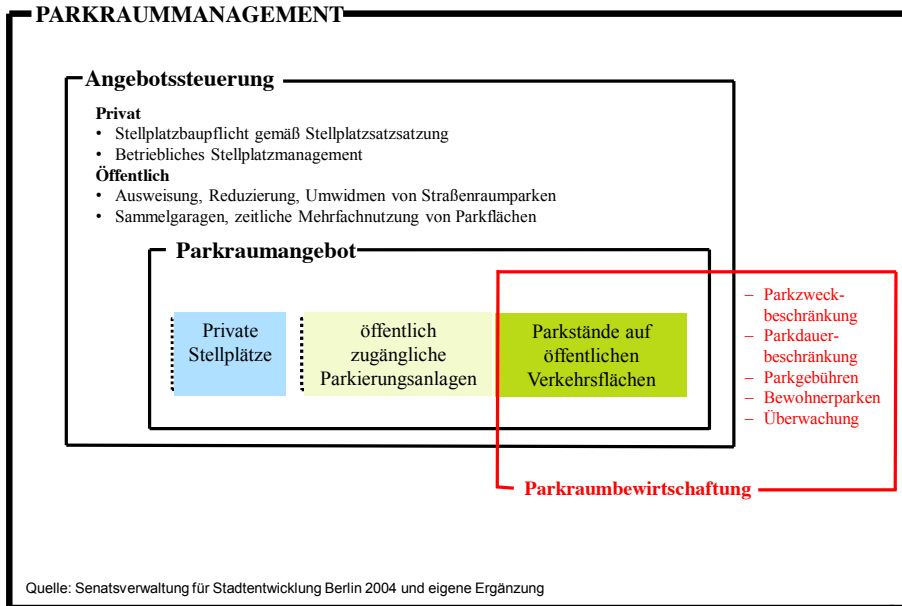 PARKRAUMMANAGEMENT
Angebotssteuerung
Privat
• Stellplatzbaupflicht gemäß Stellplatzsatzsatzung
• Betriebliches Stellplatzmanagement
Öffentlich
• Ausweisung, Reduzierung, Umwidmen von Straßenraumparken
• Sammelgaragen, zeitliche Mehrfachnutzung von Parkflächen
Parkraumangebot
Private
Stellplätze
öffentlich
zugängliche
Parkierungsanlagen
Parkstände auf
öffentlichen
Verkehrsflächen
– Parkzweck-
beschränkung
– Parkdauer-
beschränkung
– Parkgebühren
– Bewohnerparken
– Überwachung
Parkraumbewirtschaftung
Quelle: Senatsverwaltung für Stadtentwicklung Berlin 2004 und eigene Ergänzung